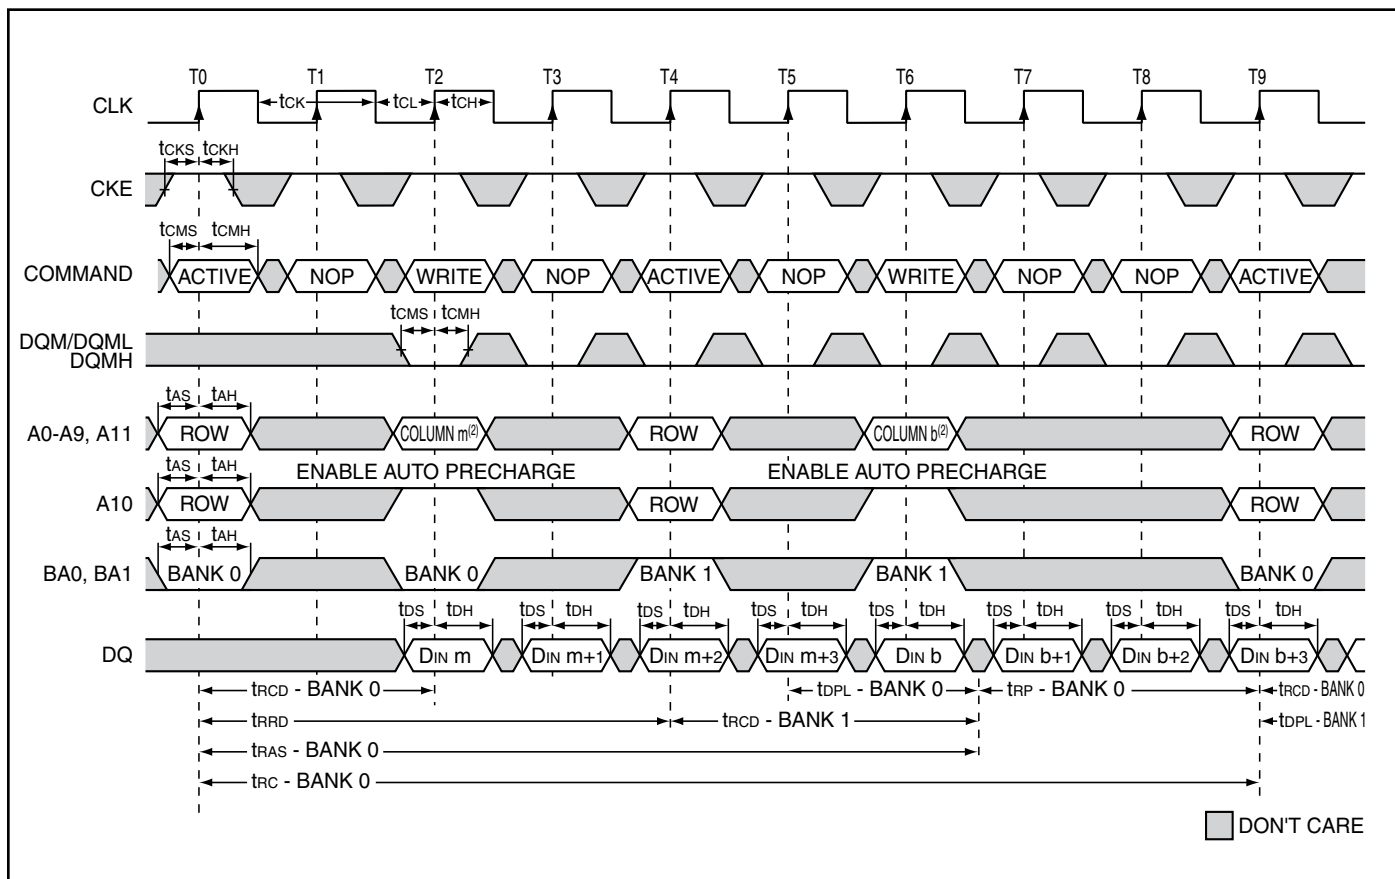 T0 T1 T2 T3 T4 T5 T6 T7 T8 T9
CLK tCK tCL tCH
tCKS tCKH
CKE
tCMS tCMH
COMMAND ACTIVE NOP WRITE NOP ACTIVE NOP WRITE NOP NOP ACTIVE
tCMS tCMH
DQM/DQML
DQMH
tAS tAH
A0-A9, A11 ROW COLUMN m(2) ROW COLUMN b(2) ROW
tAS tAH ENABLE AUTO PRECHARGE ENABLE AUTO PRECHARGE
A10 ROW ROW ROW
tAS tAH
BA0, BA1 BANK 0 BANK 0 BANK 1 BANK 1 BANK 0
tDS tDH tDS tDH tDS tDH tDS tDH tDS tDH tDS tDH tDS tDH tDS tDH
DQ DIN m DIN m+1 DIN m+2 DIN m+3 DIN b DIN b+1 DIN b+2 DIN b+3
tRCD - BANK 0 tDPL - BANK 0 tRP - BANK 0 tRCD - BANK 0
tRRD tRCD - BANK 1 tDPL - BANK 1
tRAS - BANK 0
tRC - BANK 0
DON'T CARE